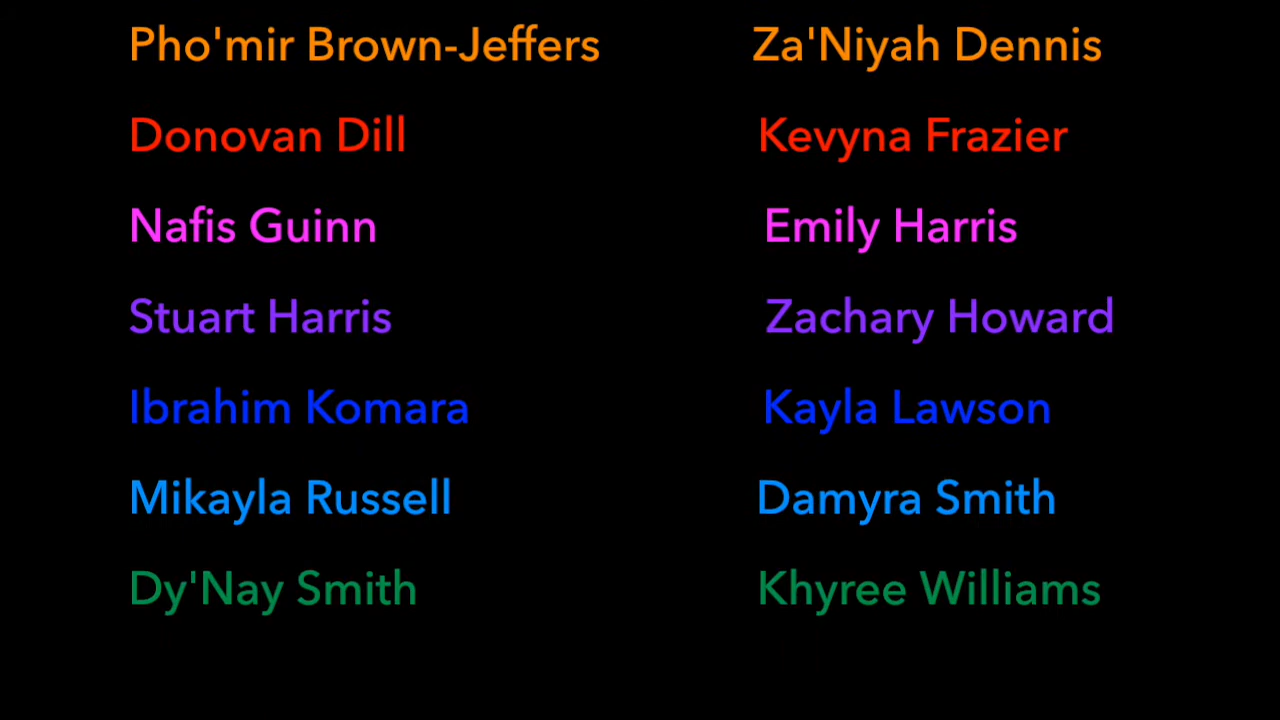 Pho'mir Brown-Jeffers Za'Niyah Dennis
Donovan Dill Kevyna Frazier
Nafis Guinn Emily Harris
Stuart Harris Zachary Howard
Ibrahim Komara Kayla Lawson
Mikayla Russell Damyra Smith
Dy'Nay Smith Khyree Williams